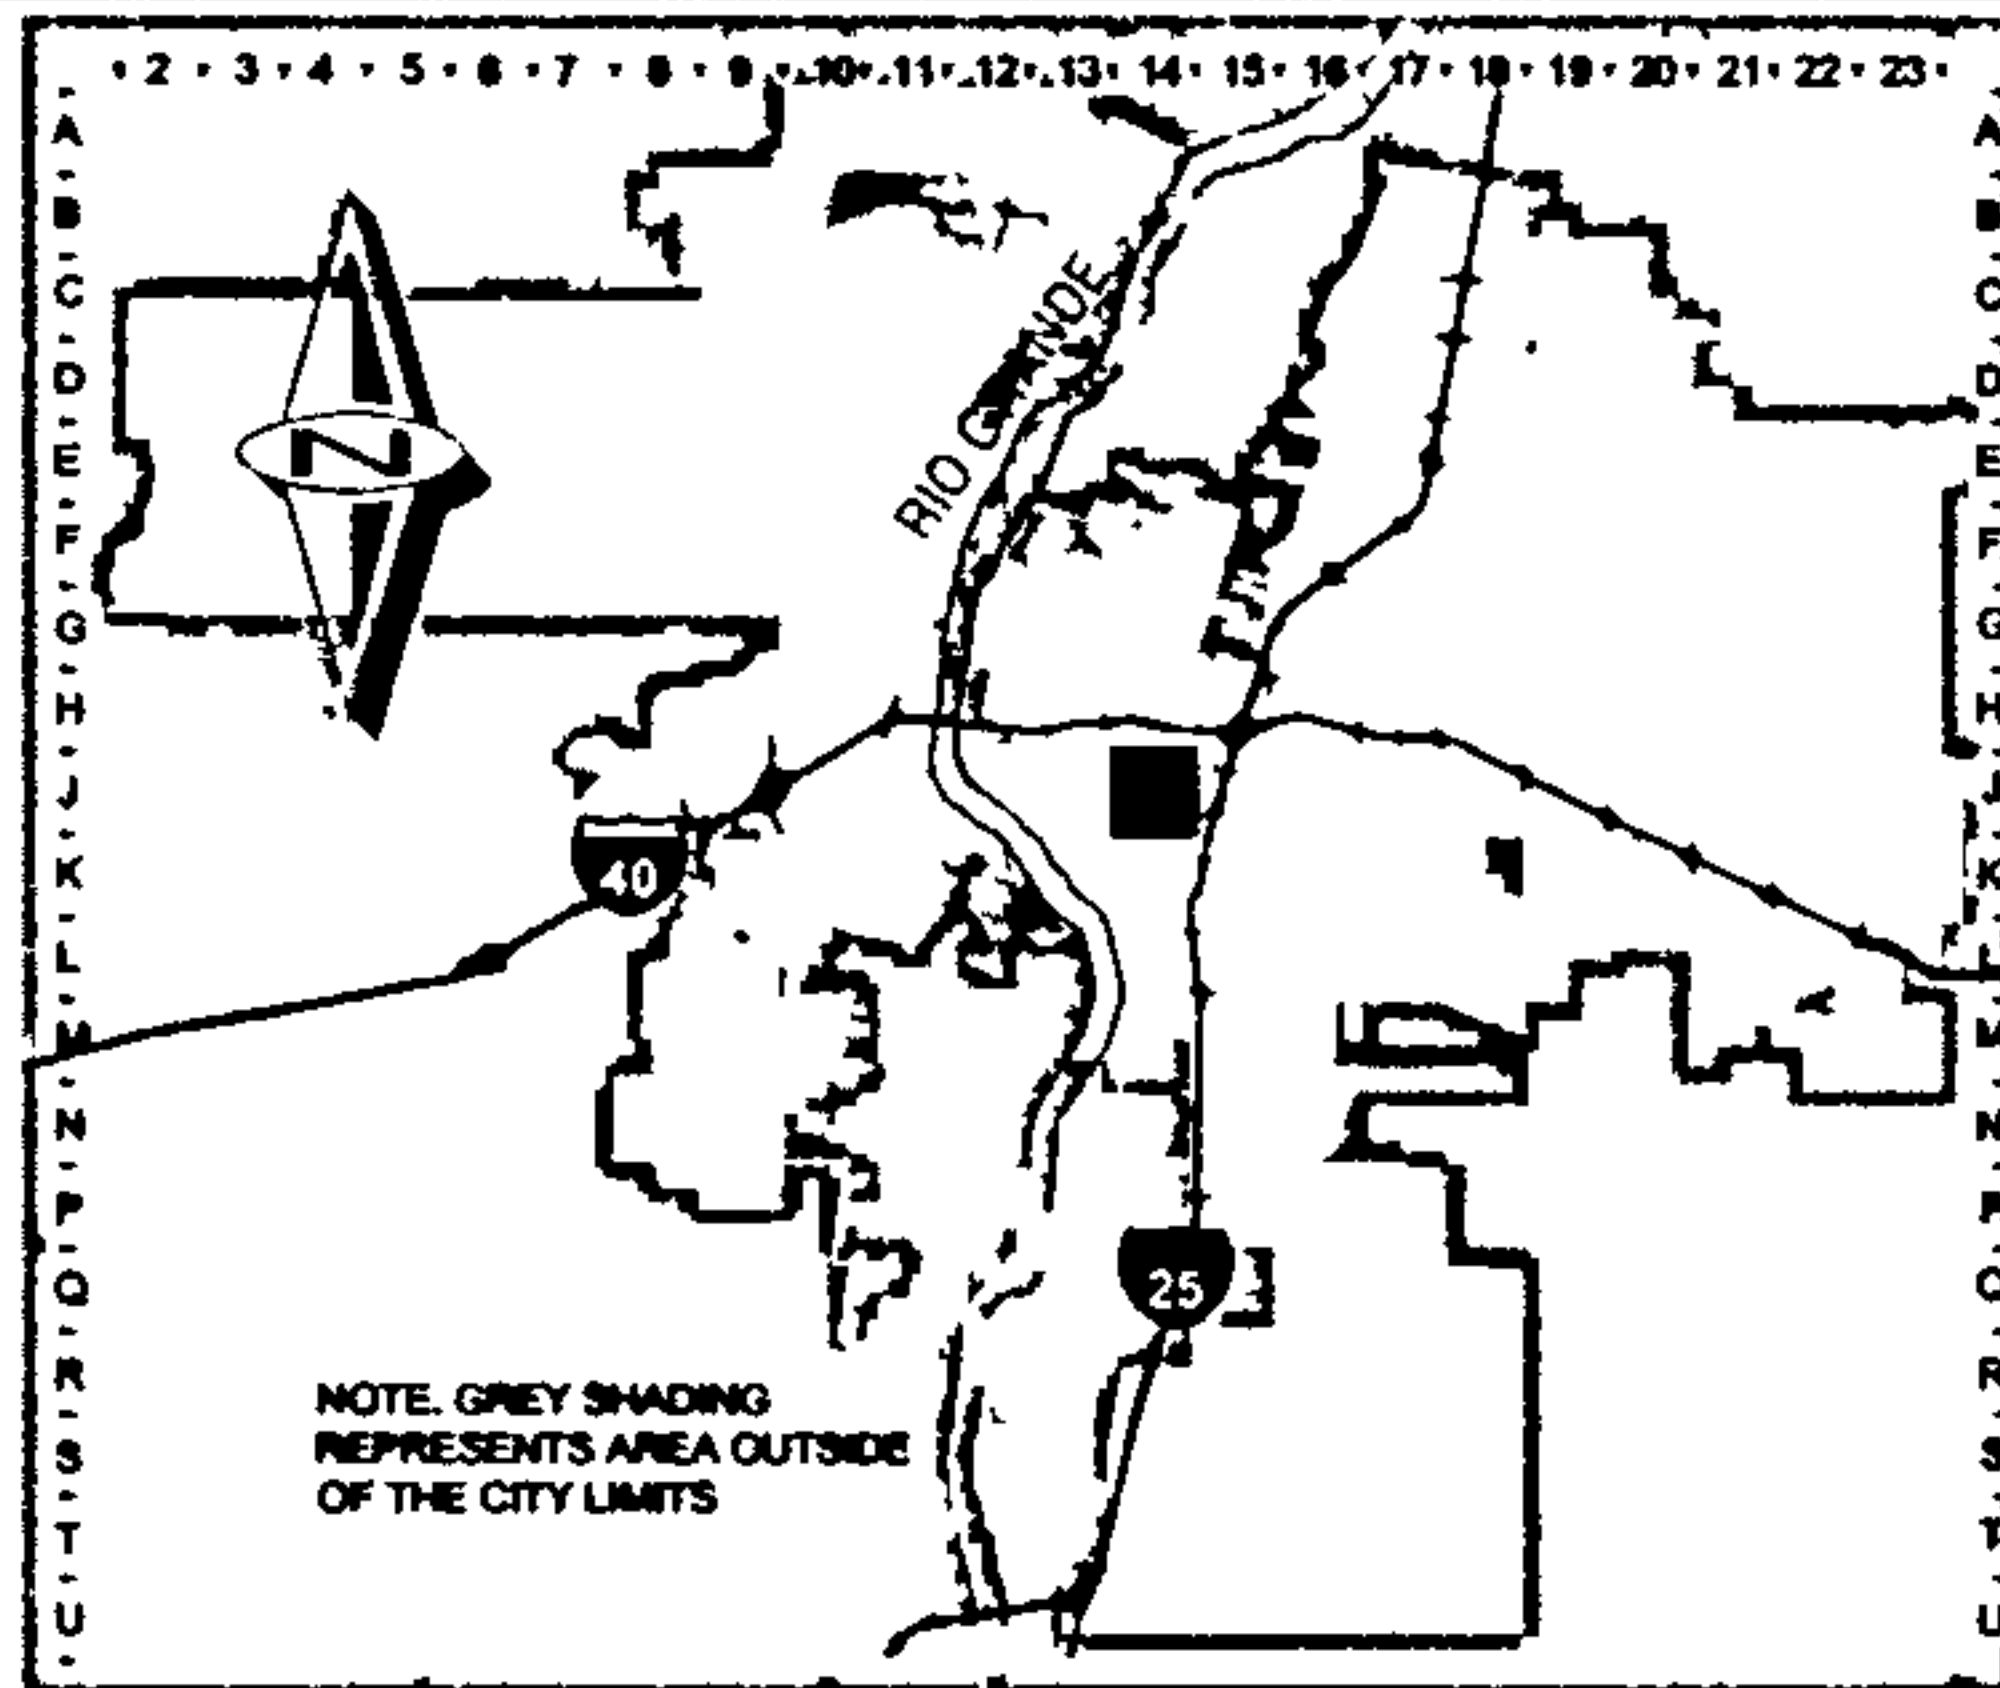 2 3 4 5 6 7 8 9 10 11 12 13 14 15 16 17 18 19 20 21 22 23
A A
B B
C C
D D
RIO GRANDE
E E
N
F F
G G
H H
J J
K K
40
L L
M M
N N
P P
25
Q Q
R R
NOTE. GREY SHADING
REPRESENTS AREA OUTSIDE
S S
OF THE CITY LIMITS
T T
U U